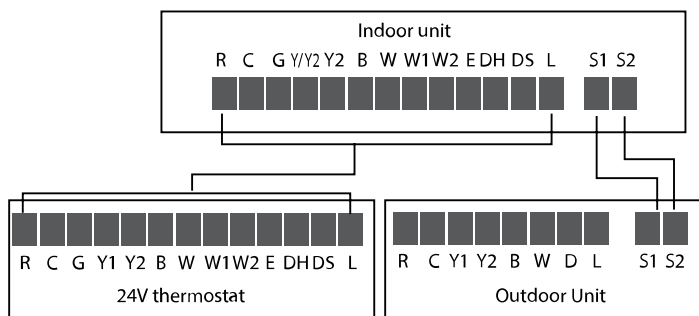 Indoor unit
R C G Y/Y2 Y2 B W W1 W2 E DH DS L S1 S2
R C G Y1 Y2 B W W1 W2 E DH DS L
24V thermostat
R C Y1 Y2 B W D L S1 S2
Outdoor Unit